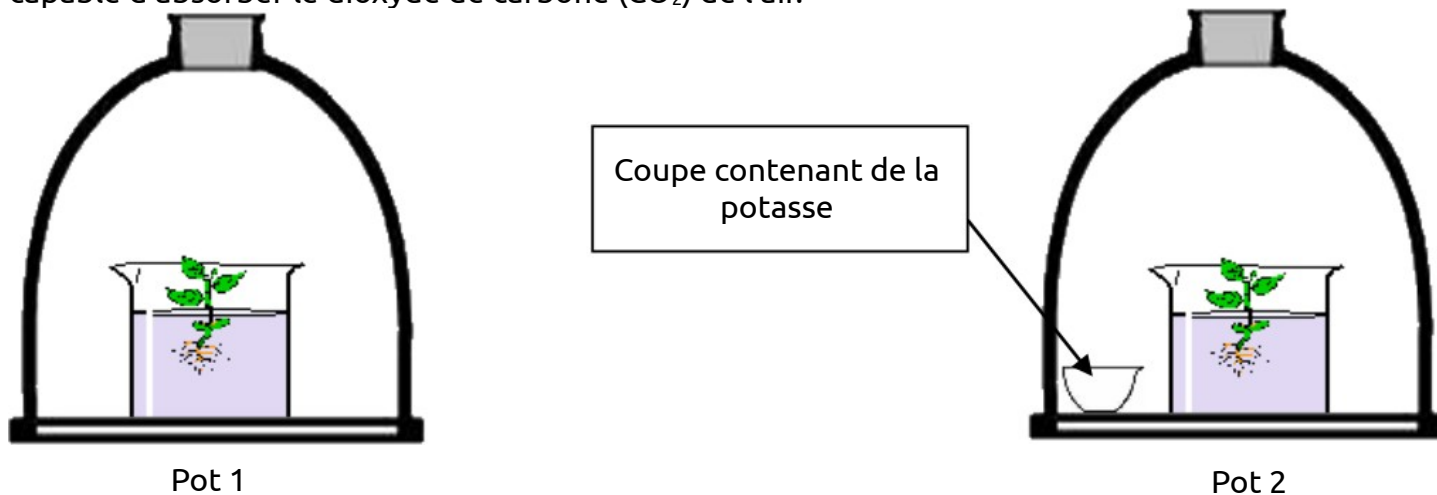 capable d'absorber le dioxyde de carbone (CO₂) de l'air.
Coupe contenant de la
potasse
Pot 1
Pot 2